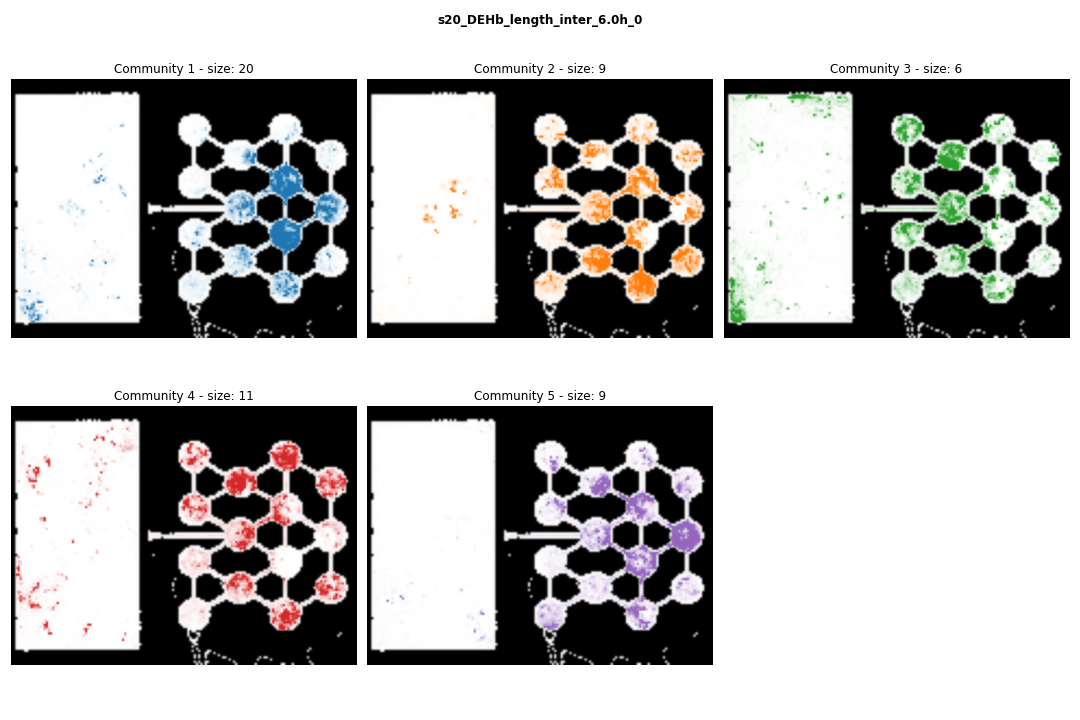 s20_DEHb_length_inter_6.0h_0
Community 1 - size: 20
Community 2 - size: 9
Community 3 - size: 6
Community 4 - size: 11
Community 5 - size: 9